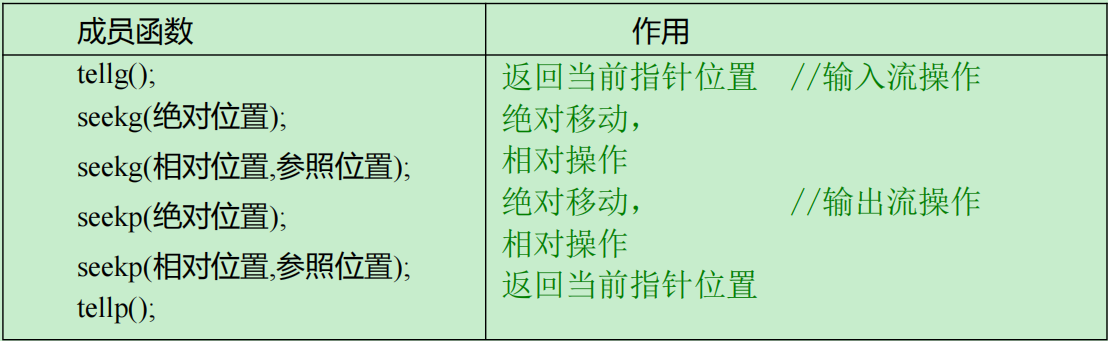 成员函数 作用
tellg(); 返回当前指针位置 //输入流操作
seekg(绝对位置); 绝对移动，
seekg(相对位置,参照位置); 相对操作
seekp(绝对位置); 绝对移动， //输出流操作
seekp(相对位置,参照位置); 相对操作
tellp(); 返回当前指针位置